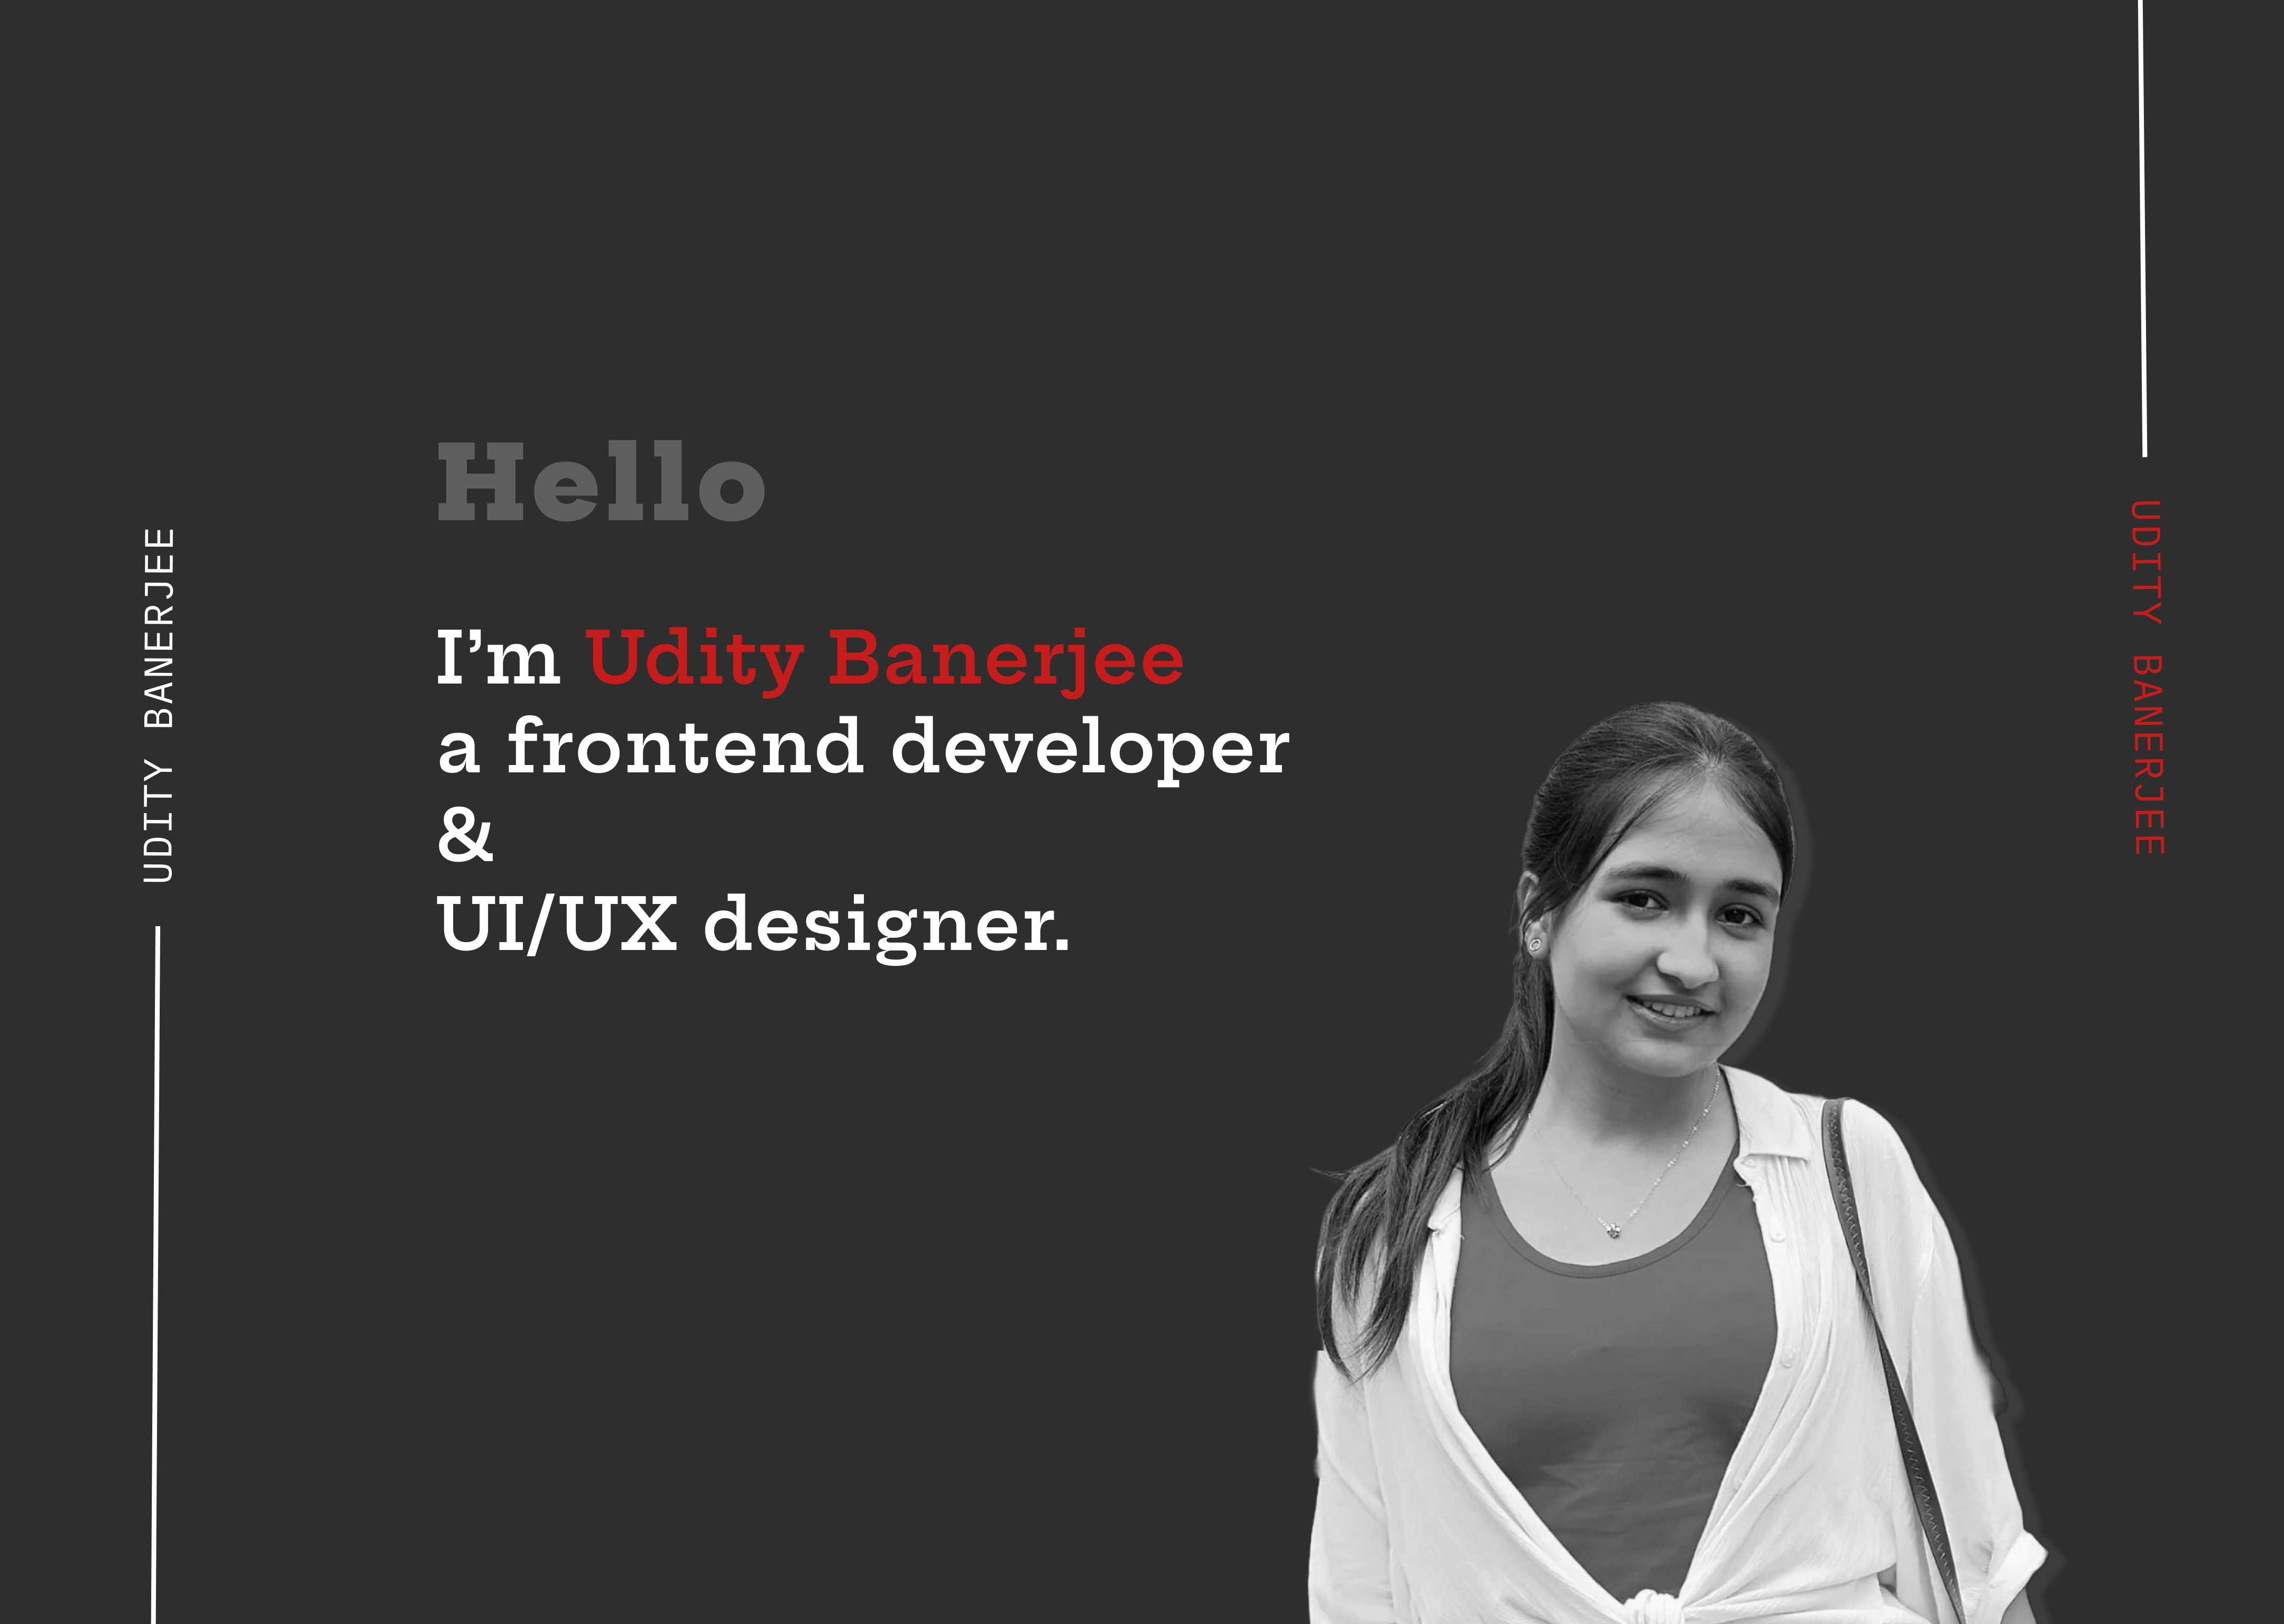 Hello
I’m Udity Banerjee
a frontend developer
&
UI/UX designer.
UDITY BANERJEE
UDITY BANERJEE